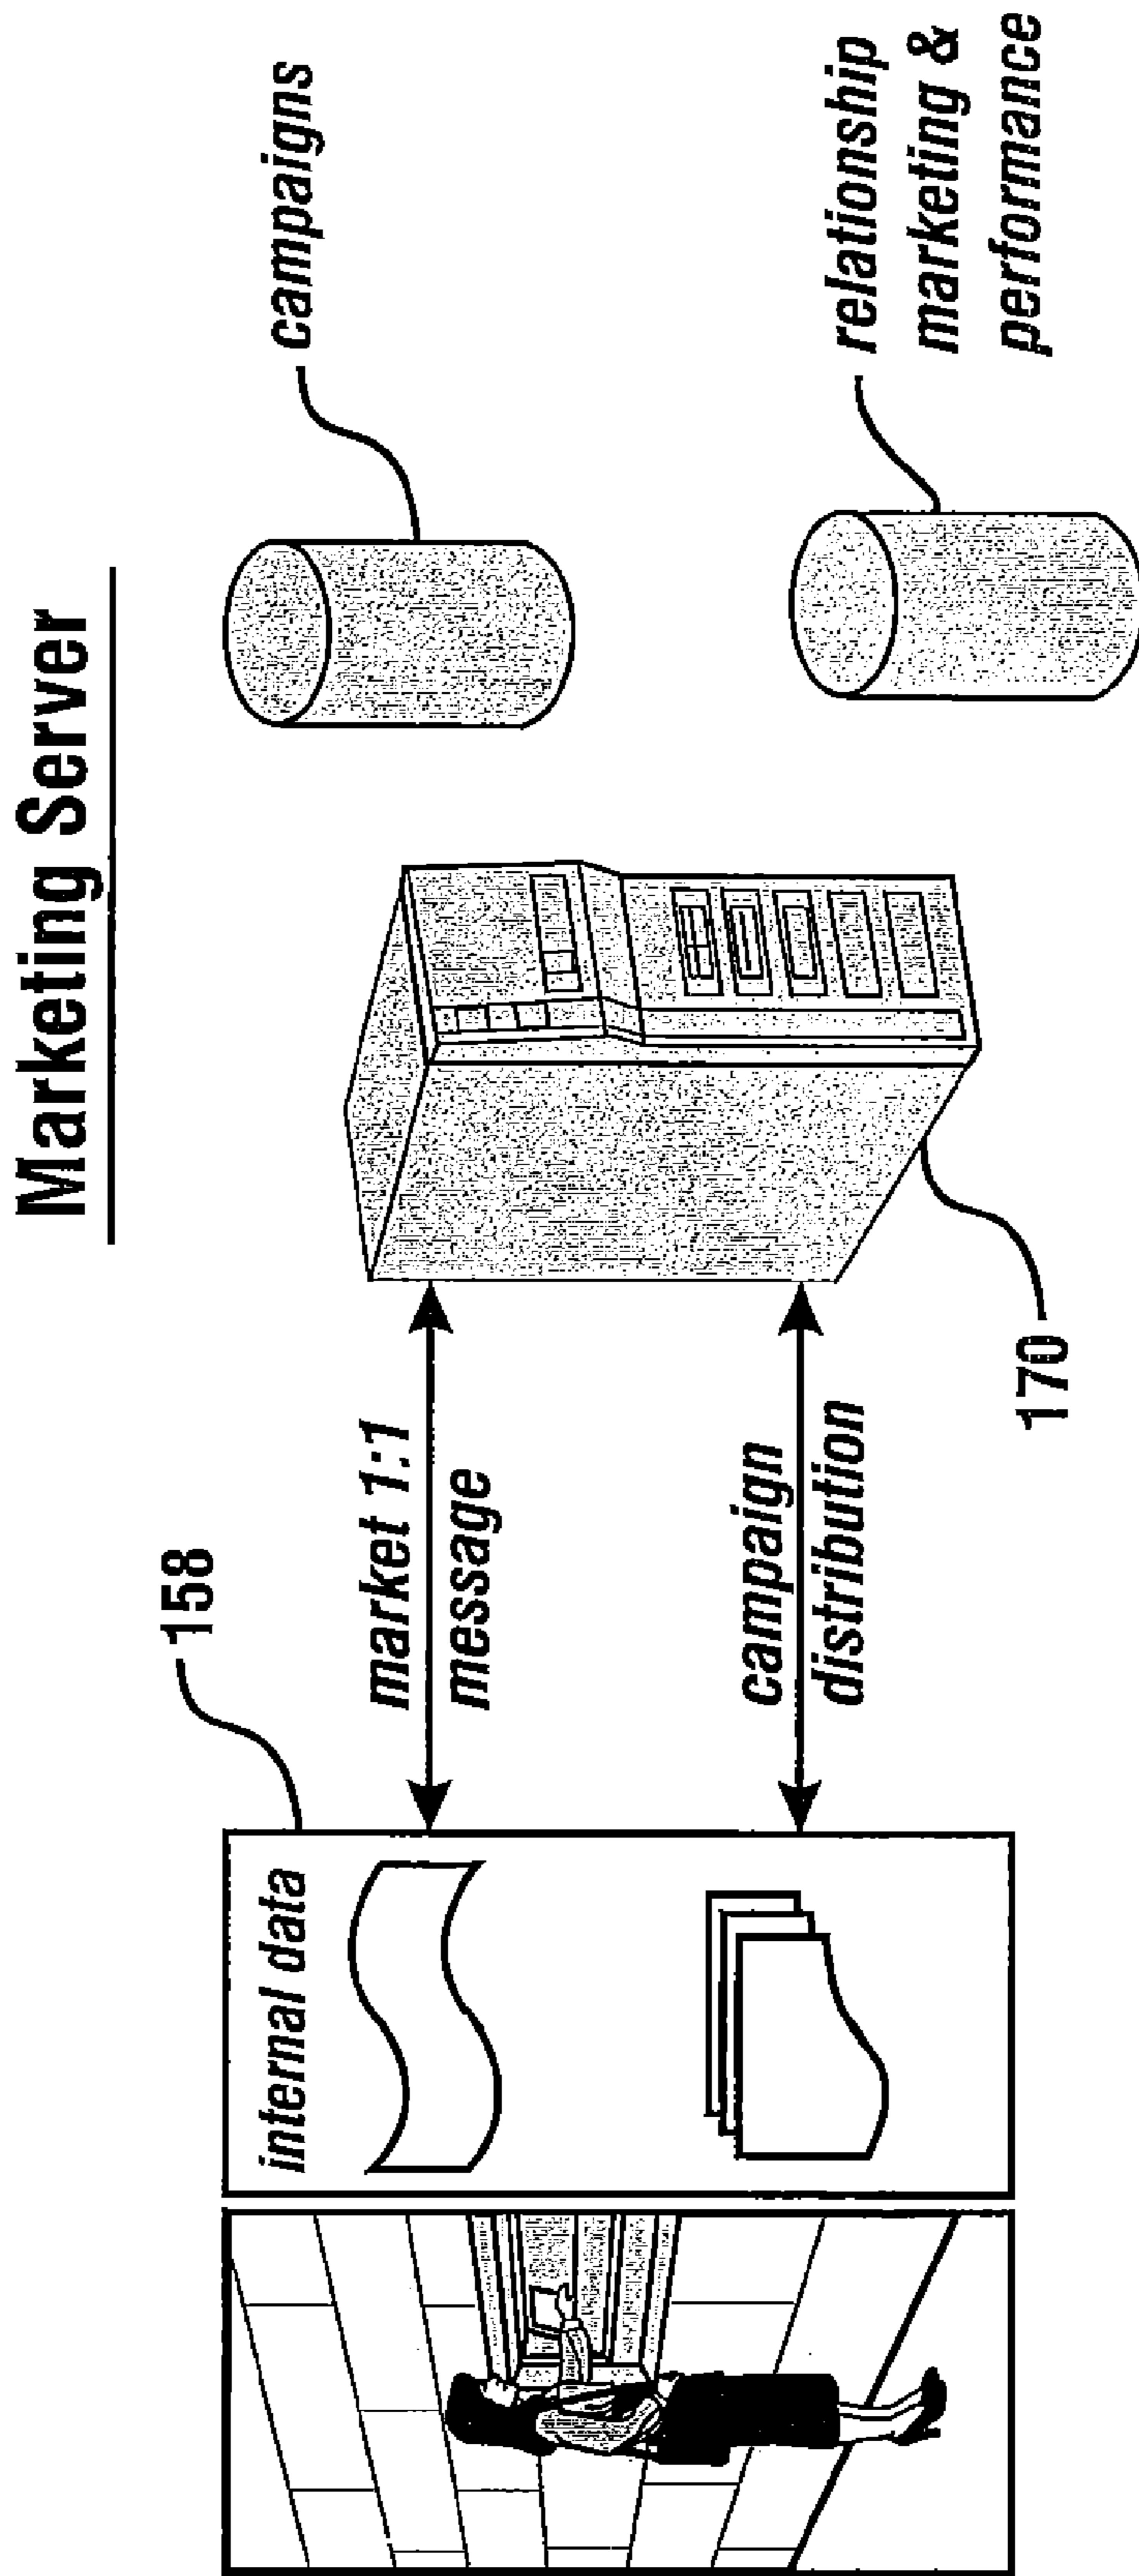 Marketing Server
campaigns
relationship
marketing &
performance
170
market 1:1
message
campaign
distribution
158
internal data